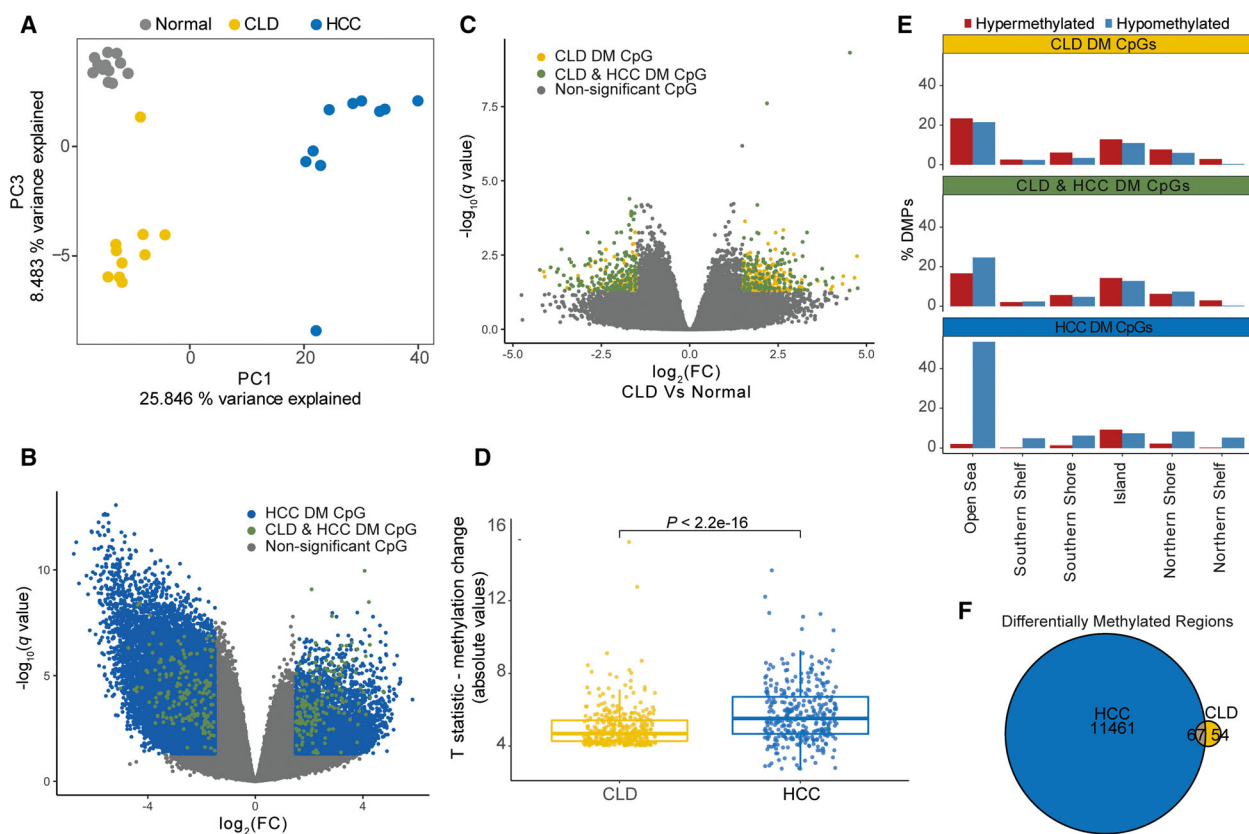 A
Normal
CLD
HCC
PC3
8.483 % variance explained
0
−5
0
20
40
PC1
25.846 % variance explained
B
HCC DM CpG
CLD & HCC DM CpG
Non-significant CpG
-log10(q value)
10
5
0
-4
0
4
log2(FC)
C
CLD DM CpG
CLD & HCC DM CpG
Non-significant CpG
-log10(q value)
7.5
5.0
2.5
0.0
-5.0
-2.5
0.0
2.5
5.0
log2(FC)
CLD Vs Normal
D
P < 2.2e-16
T statistic - methylation change
(absolute values)
16
12
8
4
CLD
HCC
E
Hypermethylated
Hypomethylated
CLD DM CpGs
40
20
0
CLD & HCC DM CpGs
% DMPs
40
20
0
HCC DM CpGs
40
20
0
Open Sea
Southern Shelf
Southern Shore
Island
Northern Shore
Northern Shelf
F
Differentially Methylated Regions
HCC
11461
CLD
67
54